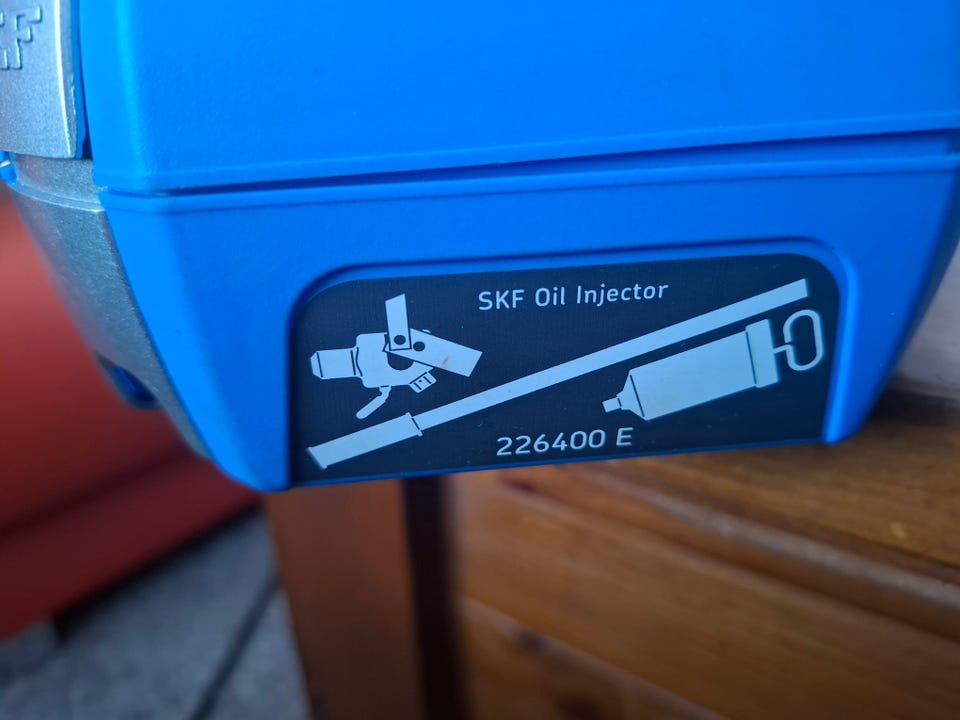 SKF Oil Injector
226400 E